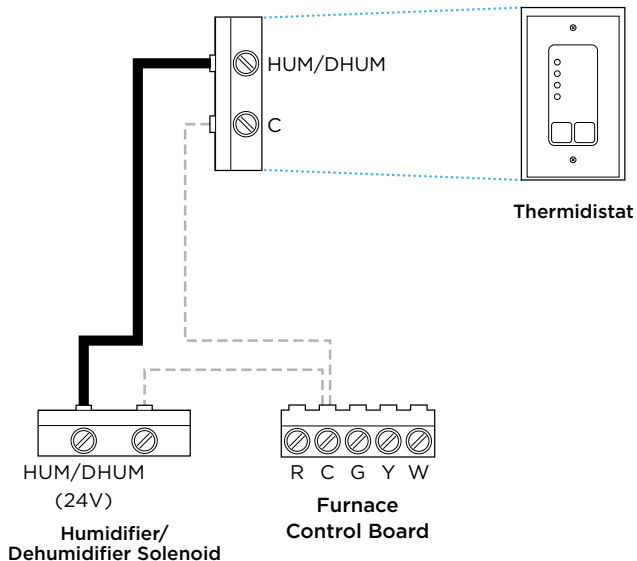 HUM/DHUM
C
Thermidistat
HUM/DHUM
(24V)
Humidifier/
Dehumidifier Solenoid
R C G Y W
Furnace
Control Board